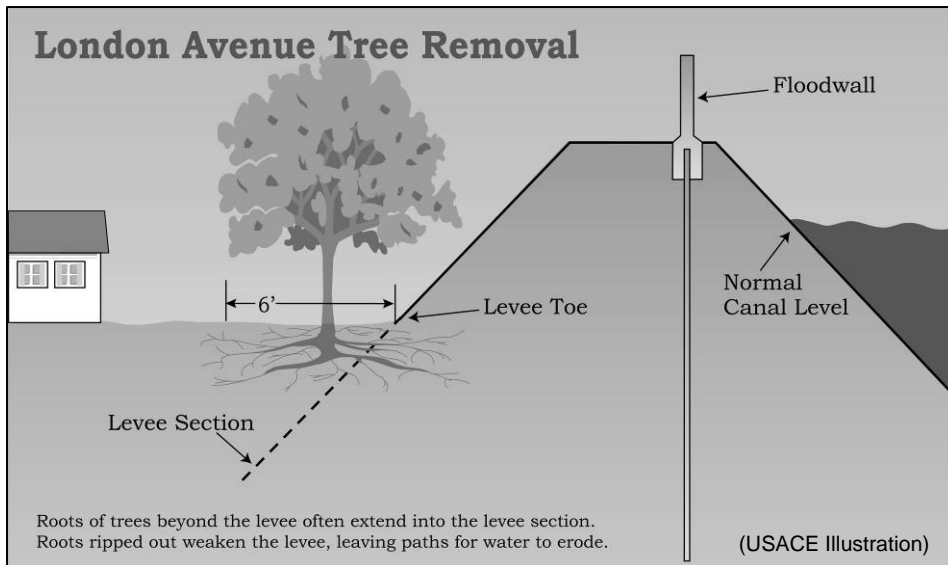 London Avenue Tree Removal
Floodwall
6’
Levee Toe
Normal
Canal Level
Levee Section
Roots of trees beyond the levee often extend into the levee section.
Roots ripped out weaken the levee, leaving paths for water to erode.
(USACE Illustration)